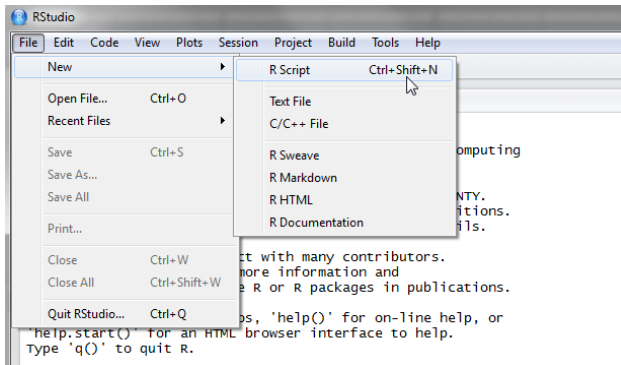 RStudio
File Edit Code View Plots Session Project Build Tools Help
New
R Script Ctrl+Shift+N
Open File... Ctrl+O
Text File
Recent Files
C/C++ File
Save Ctrl+S
R Sweave
omputing
Save As...
R Markdown
Save All
R HTML
NTY.
itions.
Print...
R Documentation
ils.
Close Ctrl+W
ct with many contributors.
more information and
Close All Ctrl+Shift+W
e R or R packages in publications.
Quit RStudio... Ctrl+Q
os, 'help()' for on-line help, or
'help.start()' for an HTML browser interface to help.
Type 'q()' to quit R.